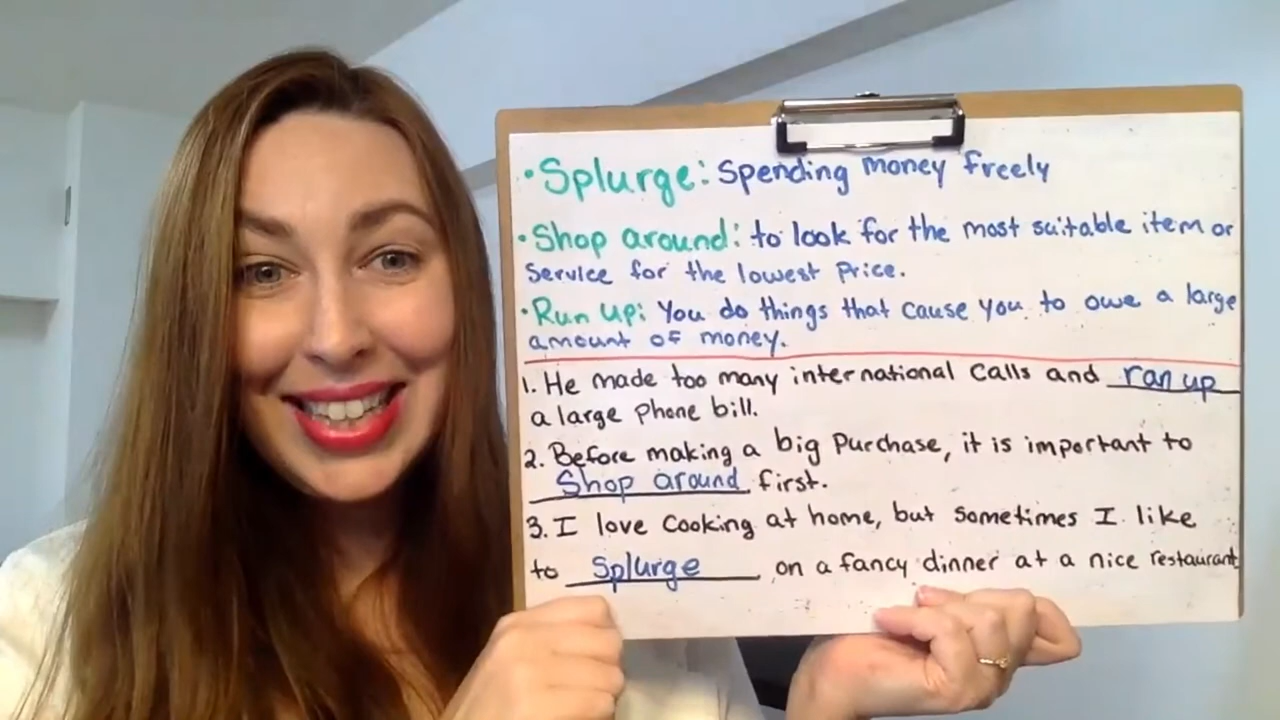 • Splurge: Spending money freely
• Shop around: to look for the most suitable item or
service for the lowest price.
• Run up: You do things that cause you to owe a large
amount of money.
1. He made too many international calls and ran up
a large phone bill.
2. Before making a big purchase, it is important to
Shop around first.
3. I love cooking at home, but sometimes I like
to splurge on a fancy dinner at a nice restaurant